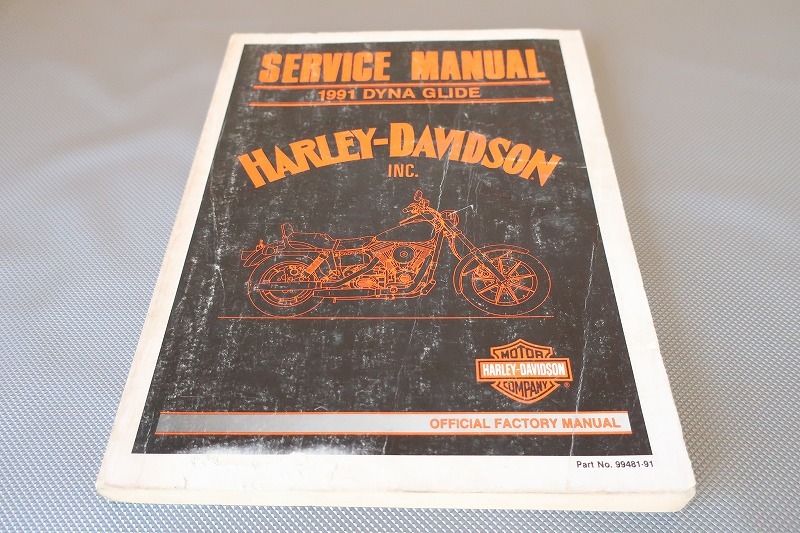 SERVICE MANUAL
1991 DYNA GLIDE
HARLEY-DAVIDSON
INC.
MOTOR
HARLEY-DAVIDSON
COMPANY ®
OFFICIAL FACTORY MANUAL
Part No. 99481-91